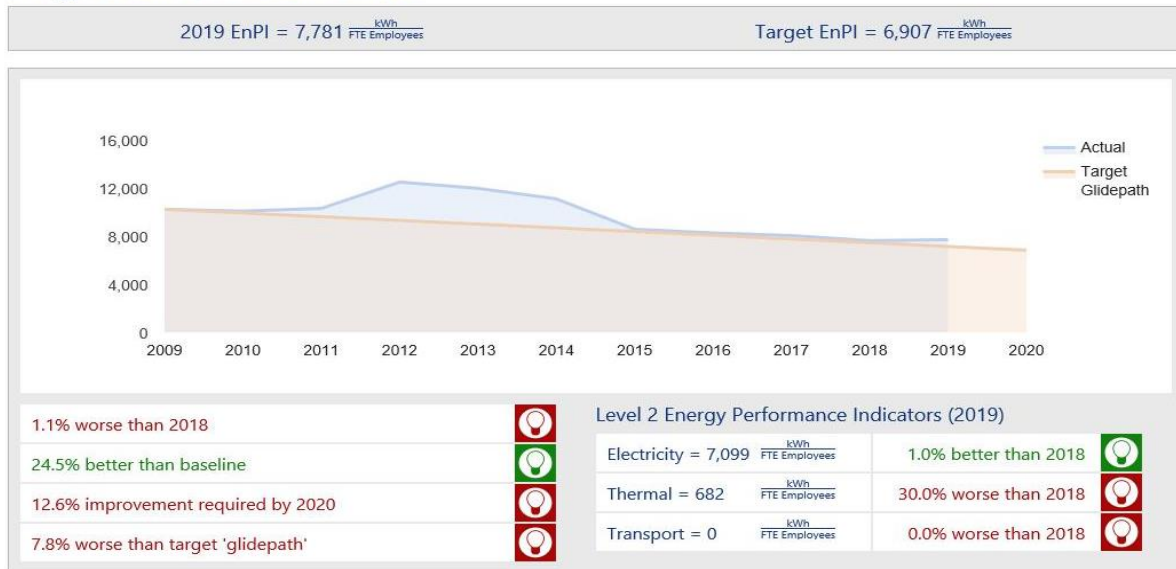 2019 EnPI = 7,781 kWh/FTE Employees
Target EnPI = 6,907 kWh/FTE Employees
16,000
12,000
8,000
4,000
0
2009 2010 2011 2012 2013 2014 2015 2016 2017 2018 2019 2020
Actual
Target
Glidepath
1.1% worse than 2018
24.5% better than baseline
12.6% improvement required by 2020
7.8% worse than target 'glidepath'
Level 2 Energy Performance Indicators (2019)
Electricity = 7,099 kWh/FTE Employees 1.0% better than 2018
Thermal = 682 kWh/FTE Employees 30.0% worse than 2018
Transport = 0 kWh/FTE Employees 0.0% worse than 2018